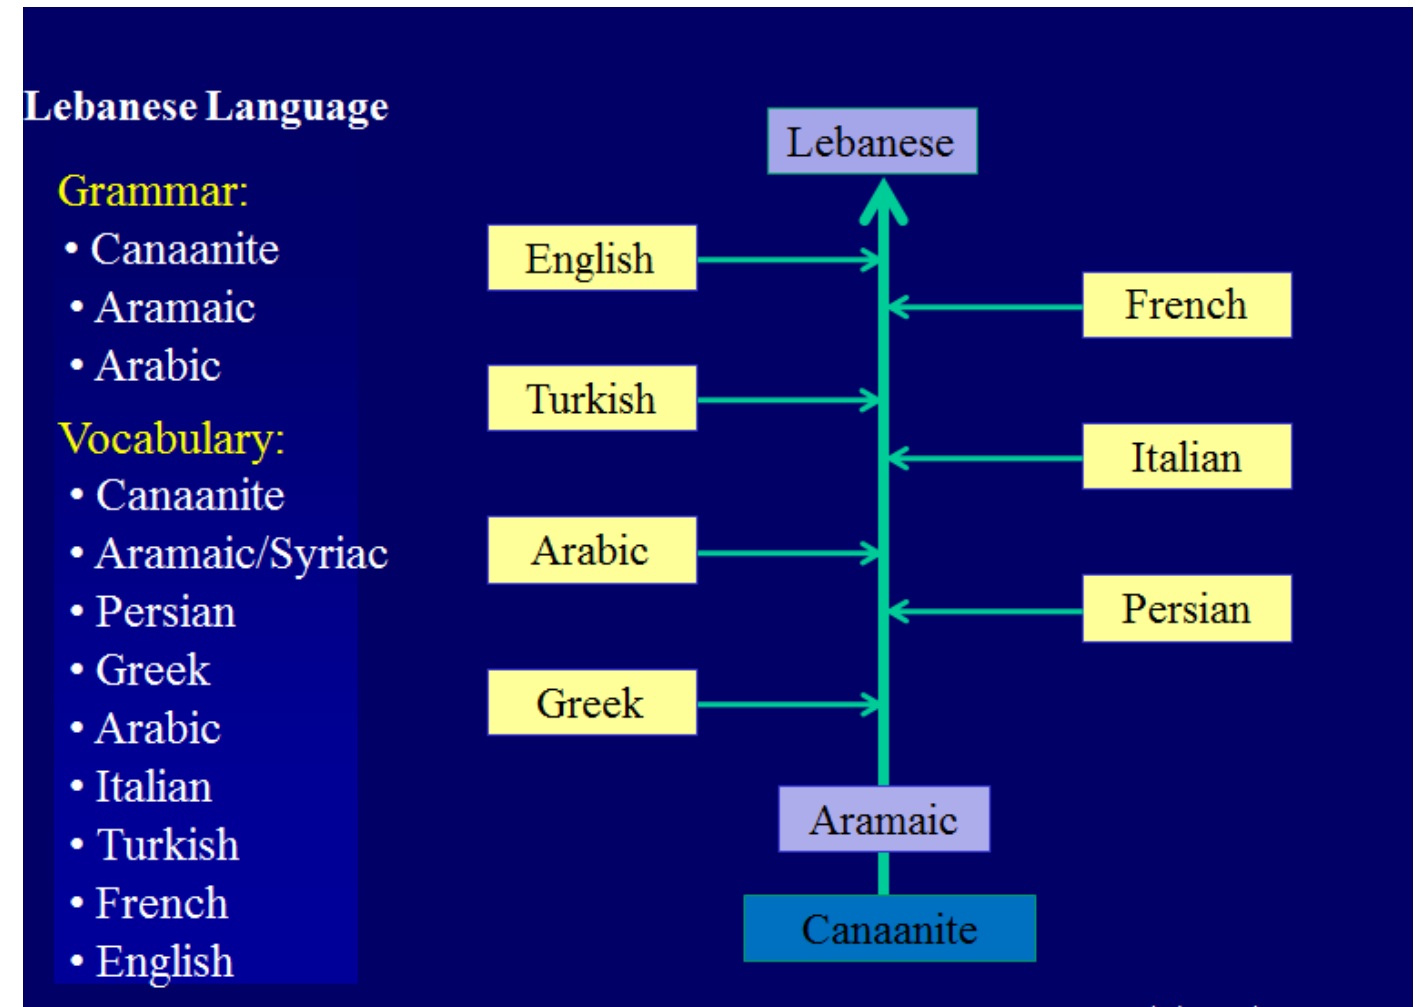 Lebanese Language
Grammar:
• Canaanite
• Aramaic
• Arabic
Vocabulary:
• Canaanite
• Aramaic/Syriac
• Persian
• Greek
• Arabic
• Italian
• Turkish
• French
• English
Lebanese
English
French
Turkish
Italian
Arabic
Persian
Greek
Aramaic
Canaanite